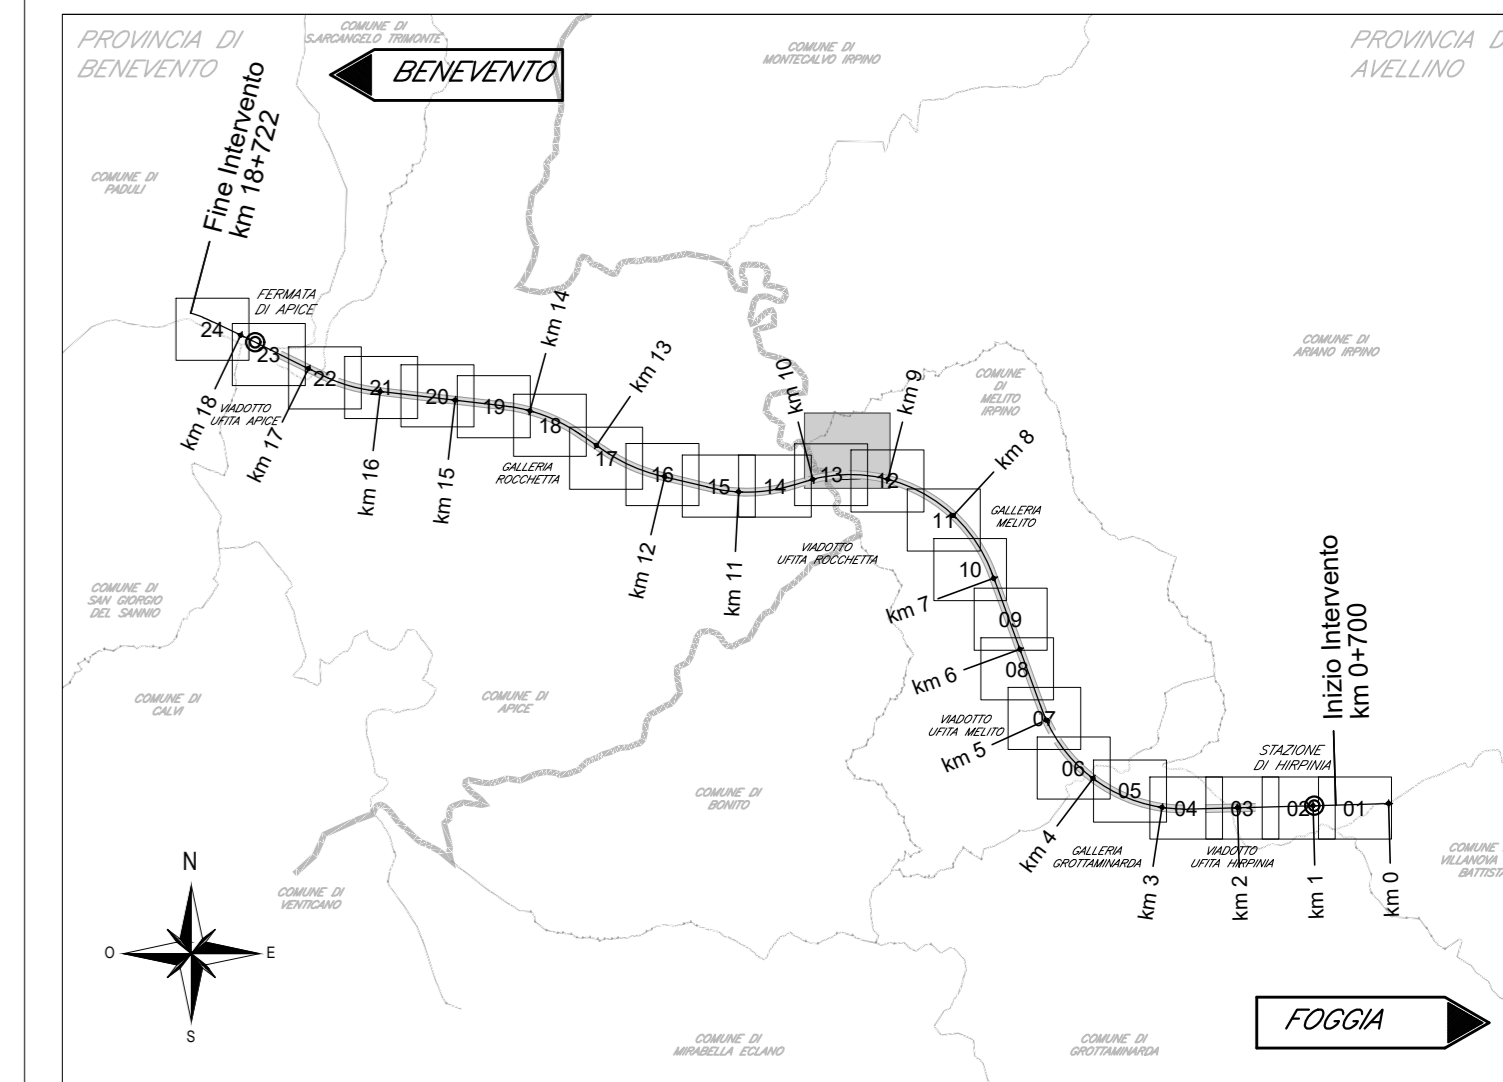 PROVINCIA DI
BENEVENTO
COMUNE DI
S.ARCANGELO TRIMONTE
BENEVENTO
COMUNE DI
MONTECALVO IRPINO
PROVINCIA D
AVELLINO
Fine Intervento
km 18+722
COMUNE DI
PADULI
FERMATA
DI APICE
24
23
22
21
20
19
18
17
16
15
14
13
12
11
10
09
08
07
06
05
04
03
02
01
km 18
km 17
km 16
km 15
km 14
km 13
km 12
km 11
km 10
km 9
km 8
km 7
km 6
km 5
km 4
km 3
km 2
km 1
km 0
VIADOTTO
UFITA APICE
GALLERIA
ROCCHETTA
VIADOTTO
UFITA ROCCHETTA
COMUNE
DI
MELITO
IRPINO
COMUNE DI
ARIANO IRPINO
GALLERIA
MELITO
VIADOTTO
UFITA MELITO
Inizio Intervento
km 0+700
STAZIONE
DI HIRPINIA
GALLERIA
GROTTAMINARDA
VIADOTTO
UFITA HIRPINIA
COMUNE
VILLANOVA
BATTISTA
COMUNE DI
SAN GIORGIO
DEL SANNIO
COMUNE DI
CALVI
COMUNE DI
APICE
COMUNE DI
BONITO
COMUNE DI
VENTICANO
COMUNE DI
MIRABELLA ECLANO
COMUNE DI
GROTTAMINARDA
N
O
E
S
FOGGIA